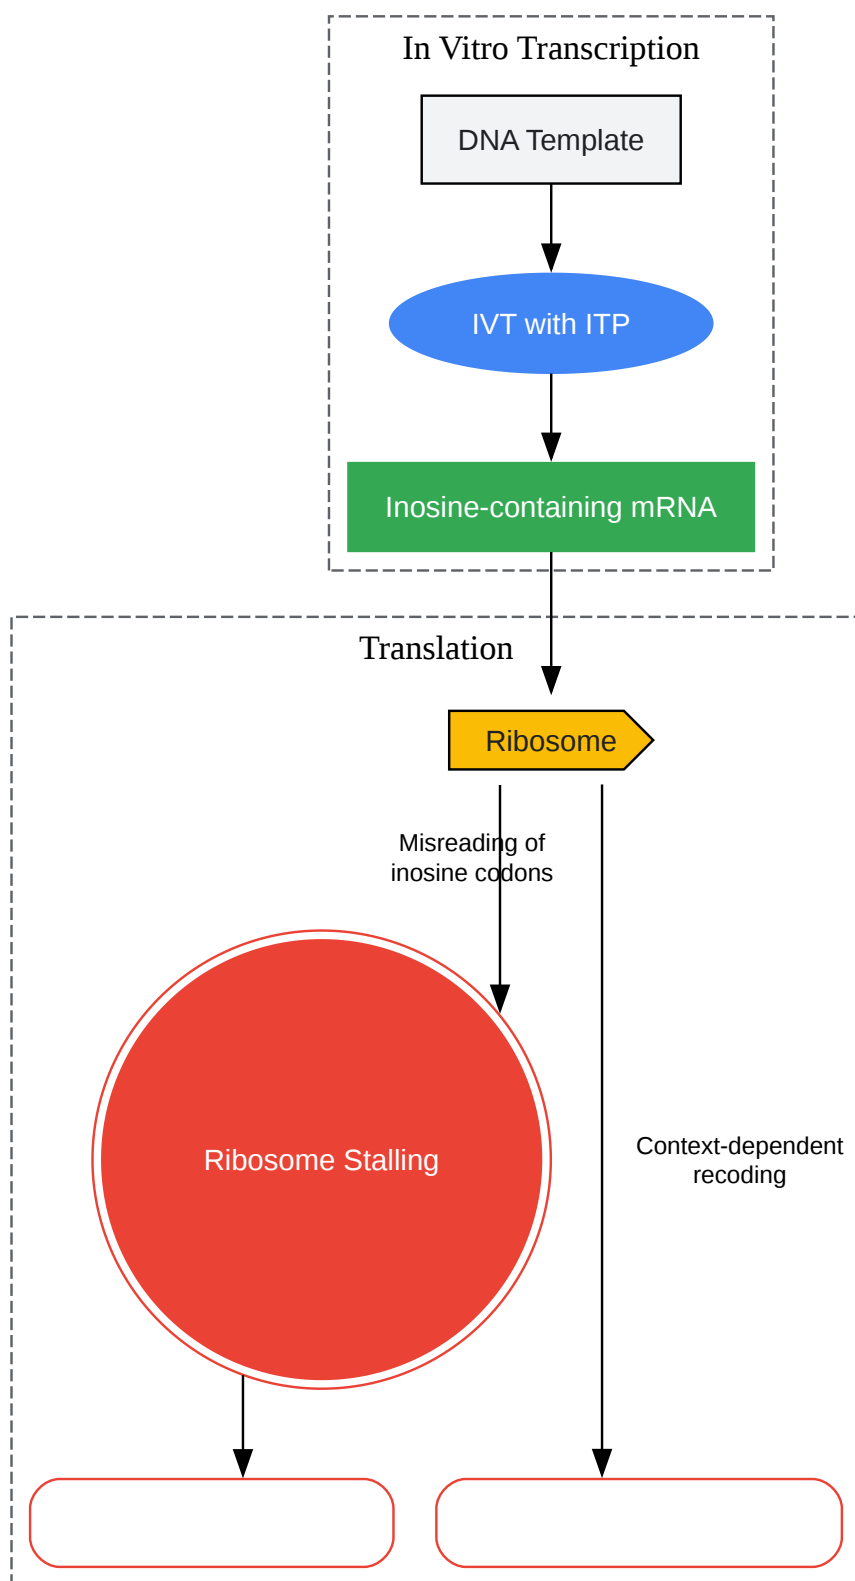 In Vitro Transcription
DNA Template
IVT with ITP
Inosine-containing mRNA
Translation
Ribosome
Misreading of
inosine codons
Context-dependent
recoding
Ribosome Stalling